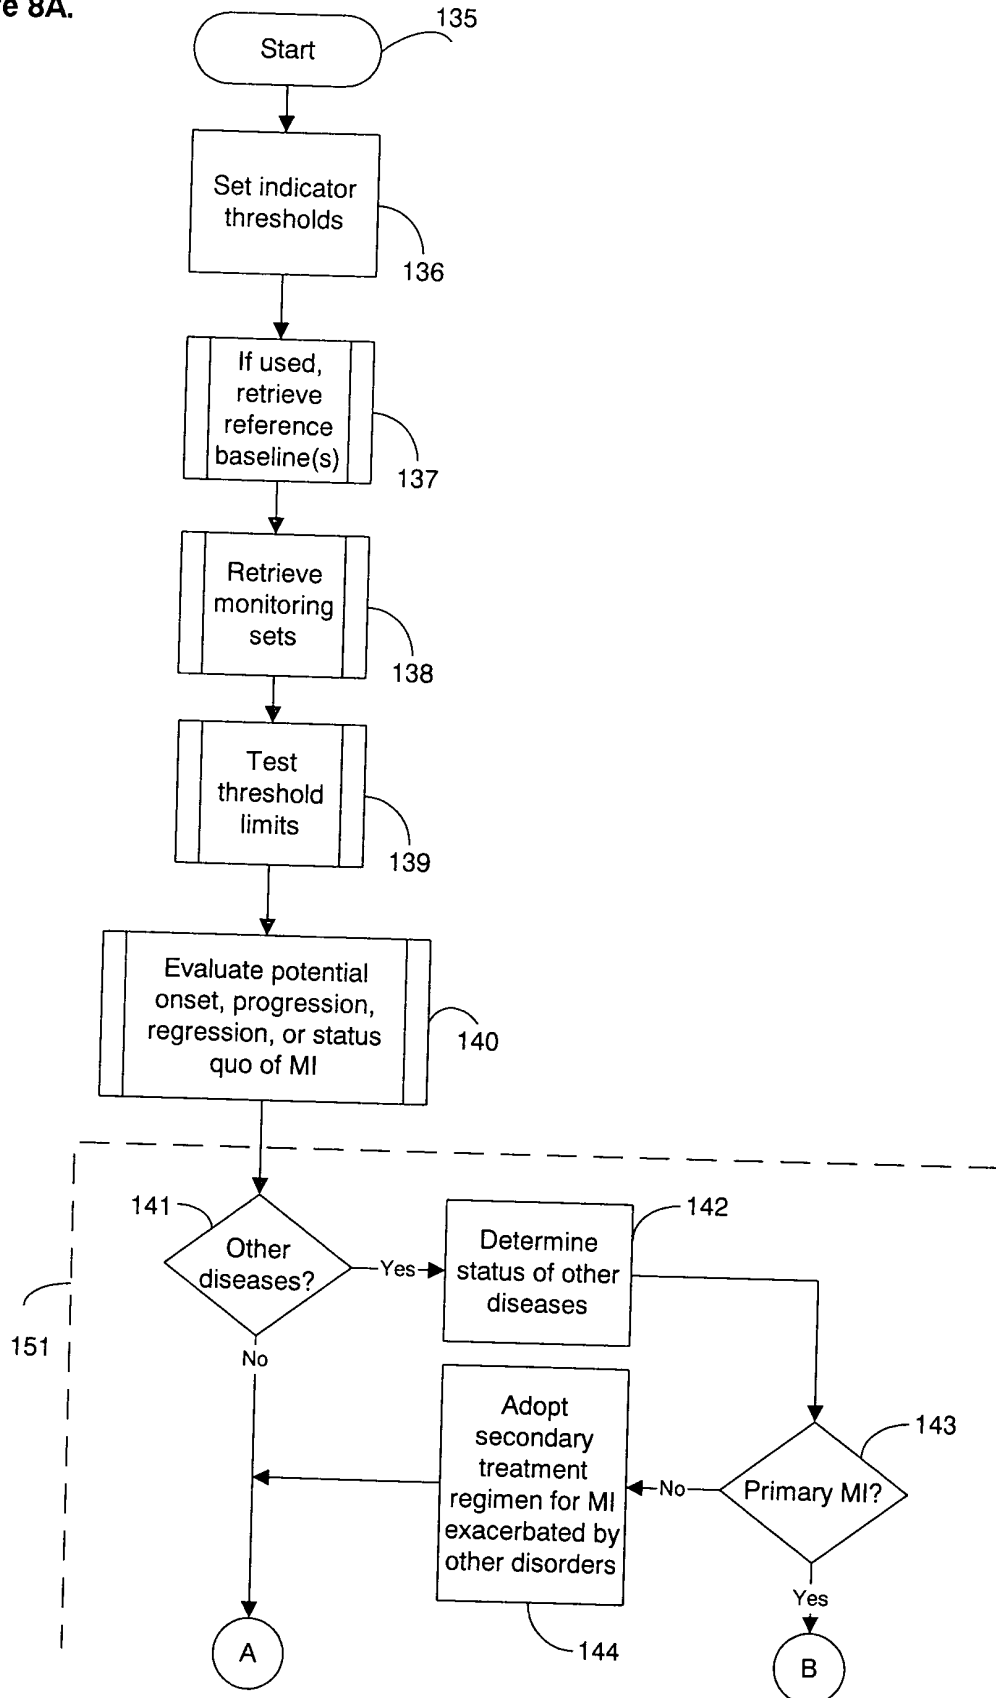 e 8A.
Start
135
Set indicator
thresholds
136
If used,
retrieve
reference
baseline(s)
137
Retrieve
monitoring
sets
138
Test
threshold
limits
139
Evaluate potential
onset, progression,
regression, or status
quo of MI
140
141
Other
diseases?
Yes
142
Determine
status of other
diseases
151
No
Adopt
secondary
treatment
regimen for MI
exacerbated by
other disorders
144
No
143
Primary MI?
Yes
A
B